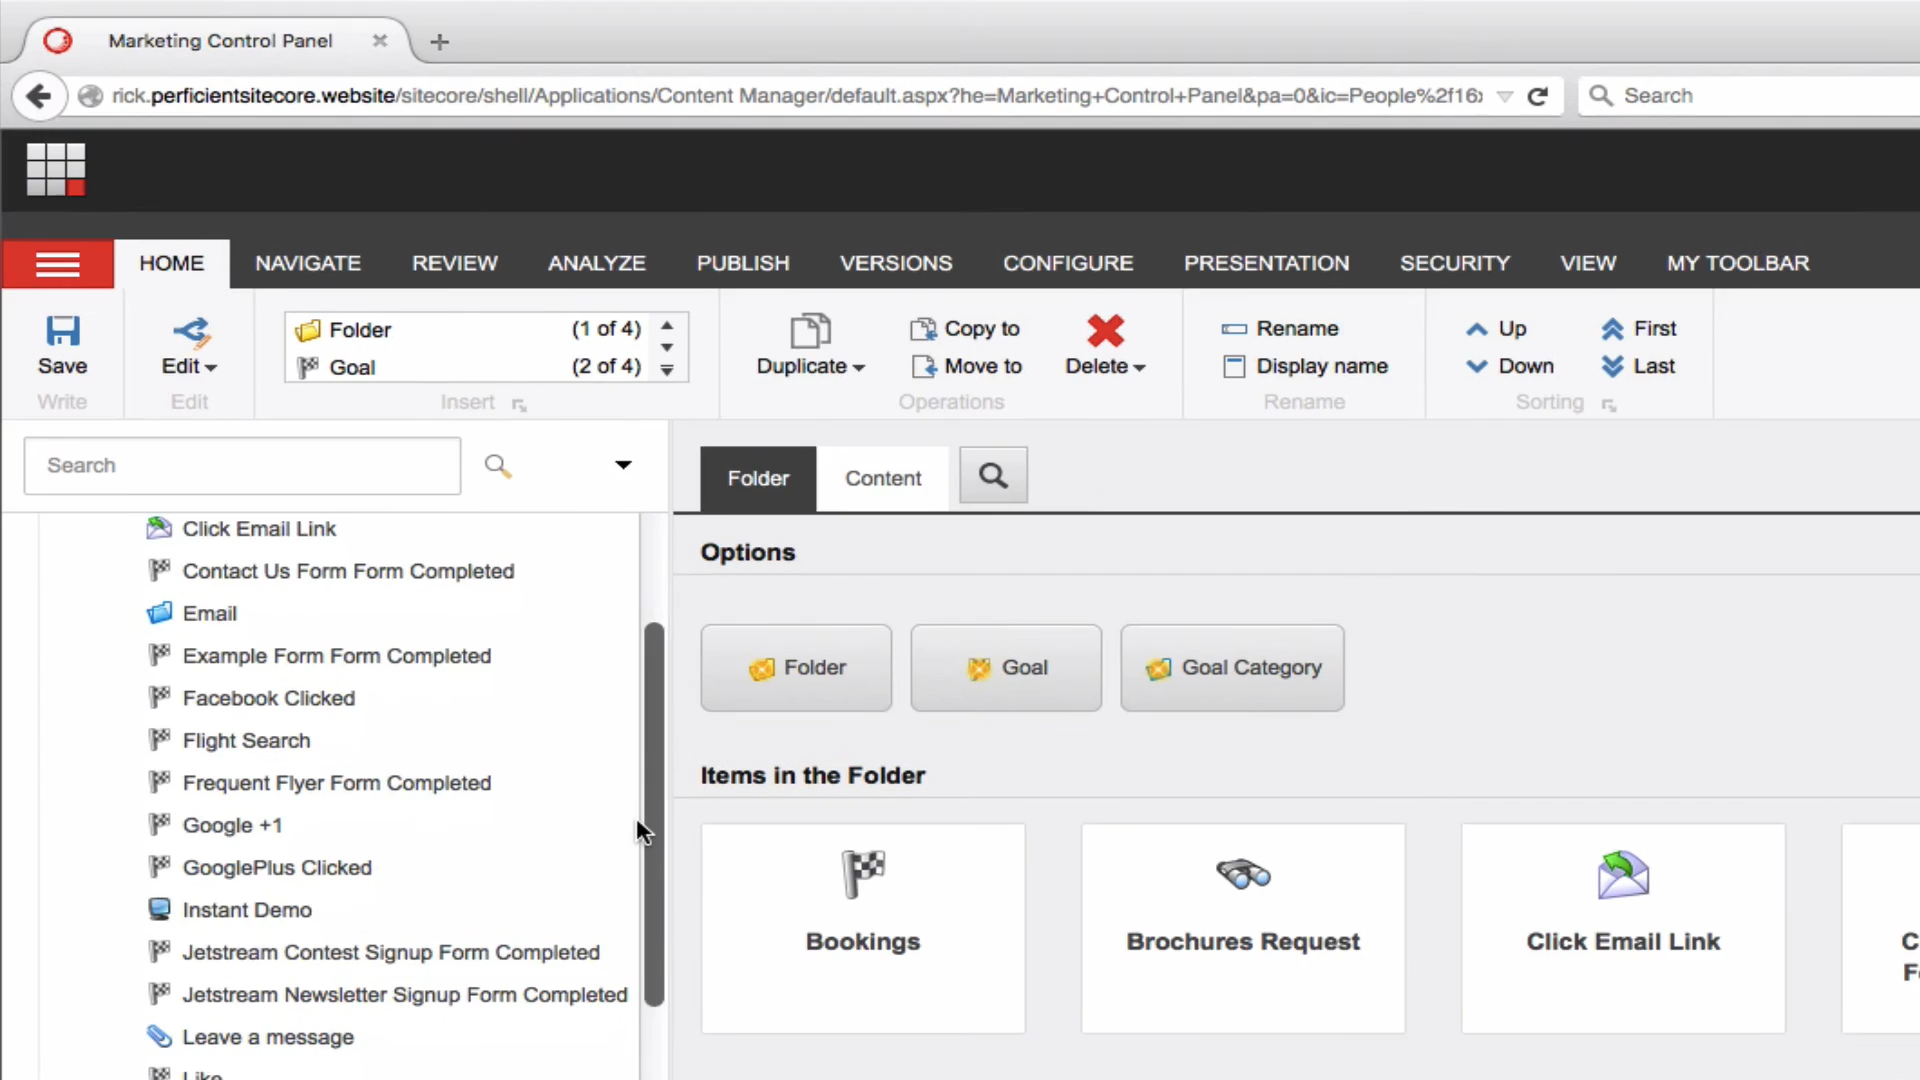 Marketing Control Panel
rick.perficientsitecore.website/sitecore/shell/Applications/Content Manager/default.aspx?he=Marketing+Control+Panel&pa=0&ic=People%2f16x
Search
HOME
NAVIGATE
REVIEW
ANALYZE
PUBLISH
VERSIONS
CONFIGURE
PRESENTATION
SECURITY
VIEW
MY TOOLBAR
Save
Write
Edit
Edit
Folder (1 of 4)
Goal (2 of 4)
Insert
Duplicate
Copy to
Move to
Delete
Operations
Rename
Display name
Rename
Up
First
Down
Last
Sorting
Search
Click Email Link
Contact Us Form Form Completed
Email
Example Form Form Completed
Facebook Clicked
Flight Search
Frequent Flyer Form Completed
Google +1
GooglePlus Clicked
Instant Demo
Jetstream Contest Signup Form Completed
Jetstream Newsletter Signup Form Completed
Leave a message
Like
Folder
Content
Options
Folder
Goal
Goal Category
Items in the Folder
Bookings
Brochures Request
Click Email Link